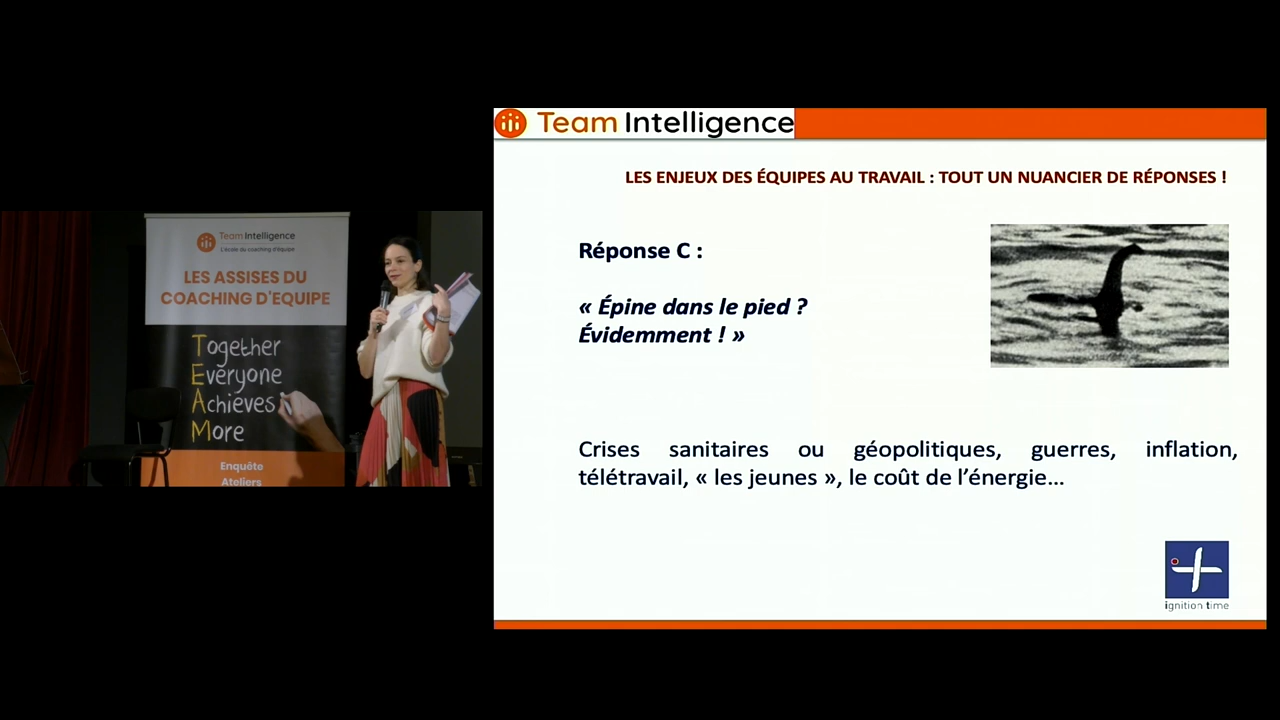 Team Intelligence
L'école du coaching d'équipe
LES ASSISES DU
COACHING D'EQUIPE
Together
Everyone
Achieves
More
Enquête
Ateliers
Team Intelligence
LES ENJEUX DES ÉQUIPES AU TRAVAIL : TOUT UN NUANCIER DE RÉPONSES !
Réponse C :
« Épine dans le pied ?
Évidemment ! »
Crises sanitaires ou géopolitiques, guerres, inflation,
télétravail, « les jeunes », le coût de l'énergie...
ignition time